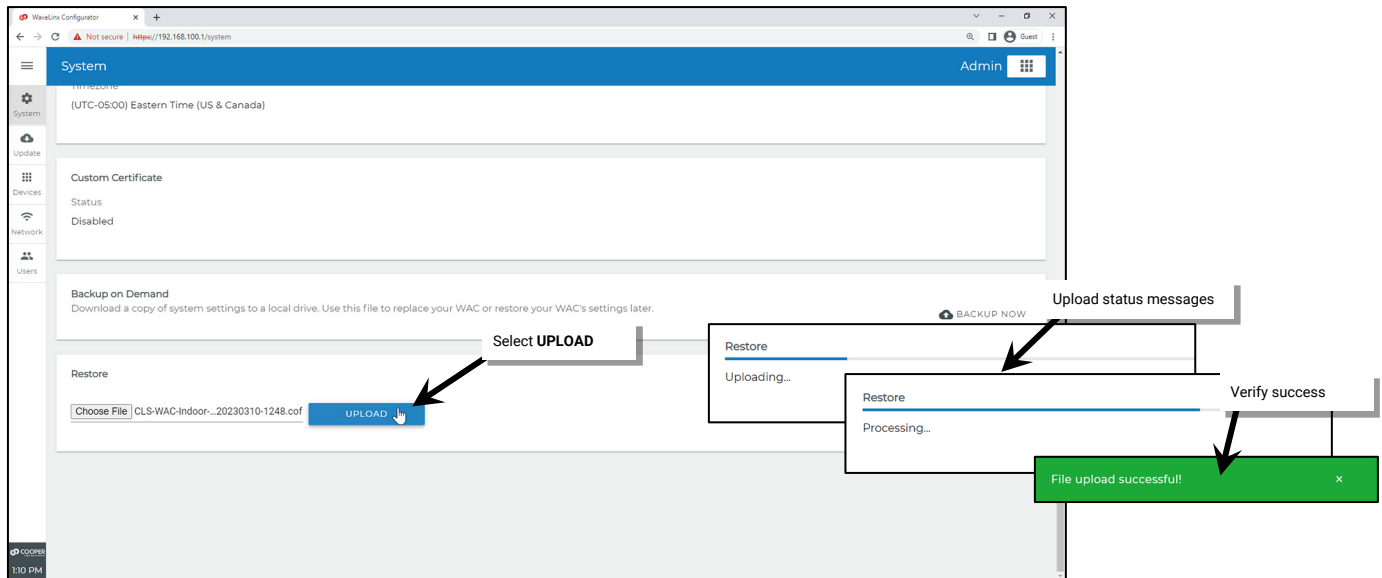 WaveLinx Configurator
Not secure | https://192.168.100.1/system
Guest
System
Admin
System
Update
Devices
Network
Users
Timezone
(UTC-05:00) Eastern Time (US & Canada)
Custom Certificate
Status
Disabled
Backup on Demand
Download a copy of system settings to a local drive. Use this file to replace your WAC or restore your WAC's settings later.
BACKUP NOW
Upload status messages
Select UPLOAD
Restore
Choose File CLS-WAC-Indoor-...20230310-1248.cof
UPLOAD
Restore
Uploading...
Restore
Processing...
Verify success
File upload successful! ×
COOPER
1:10 PM